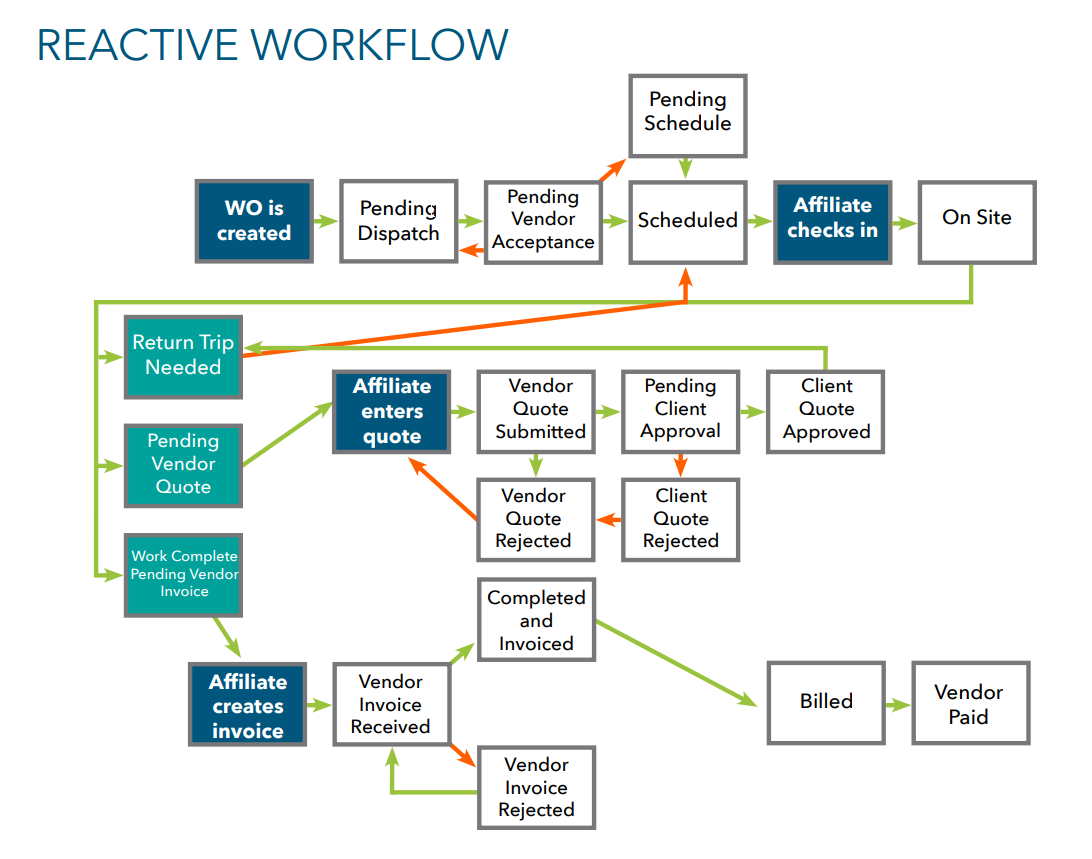 REACTIVE WORKFLOW
Pending
Schedule
WO is
created
Pending
Dispatch
Pending
Vendor
Acceptance
Scheduled
Affiliate
checks in
On Site
Return Trip
Needed
Affiliate
enters
quote
Vendor
Quote
Submitted
Pending
Client
Approval
Client
Quote
Approved
Pending
Vendor
Quote
Vendor
Quote
Rejected
Client
Quote
Rejected
Work Complete
Pending Vendor
Invoice
Completed
and
Invoiced
Affiliate
creates
invoice
Vendor
Invoice
Received
Billed
Vendor
Paid
Vendor
Invoice
Rejected